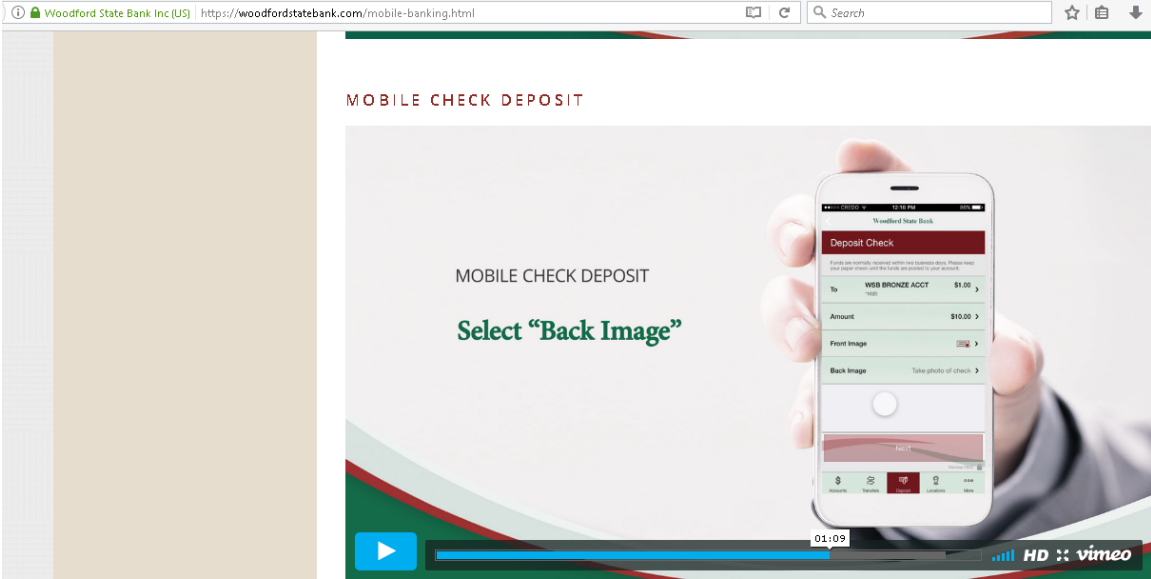 Woodford State Bank Inc (US) https://woodfordstatebank.com/mobile-banking.html Search
MOBILE CHECK DEPOSIT
MOBILE CHECK DEPOSIT
Select “Back Image”
CREDO 12:16 PM 86%
Woodford State Bank
Deposit Check
Funds are normally received within two business days. Please keep
your paper check until the funds are posted to your account.
To WSB BRONZE ACCT $1.00
Amount $10.00
Front Image
Back Image Take photo of check
Next
Accounts Transfers Deposit Locations More
01:09
HD vimeo